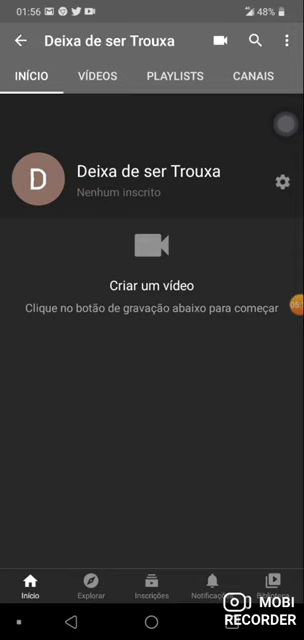 01:56
48%
Deixa de ser Trouxa
INÍCIO VÍDEOS PLAYLISTS CANAIS
D
Deixa de ser Trouxa
Nenhum inscrito
Criar um vídeo
Clique no botão de gravação abaixo para começar
Início Explorar Inscrições
MOBI
RECORDER